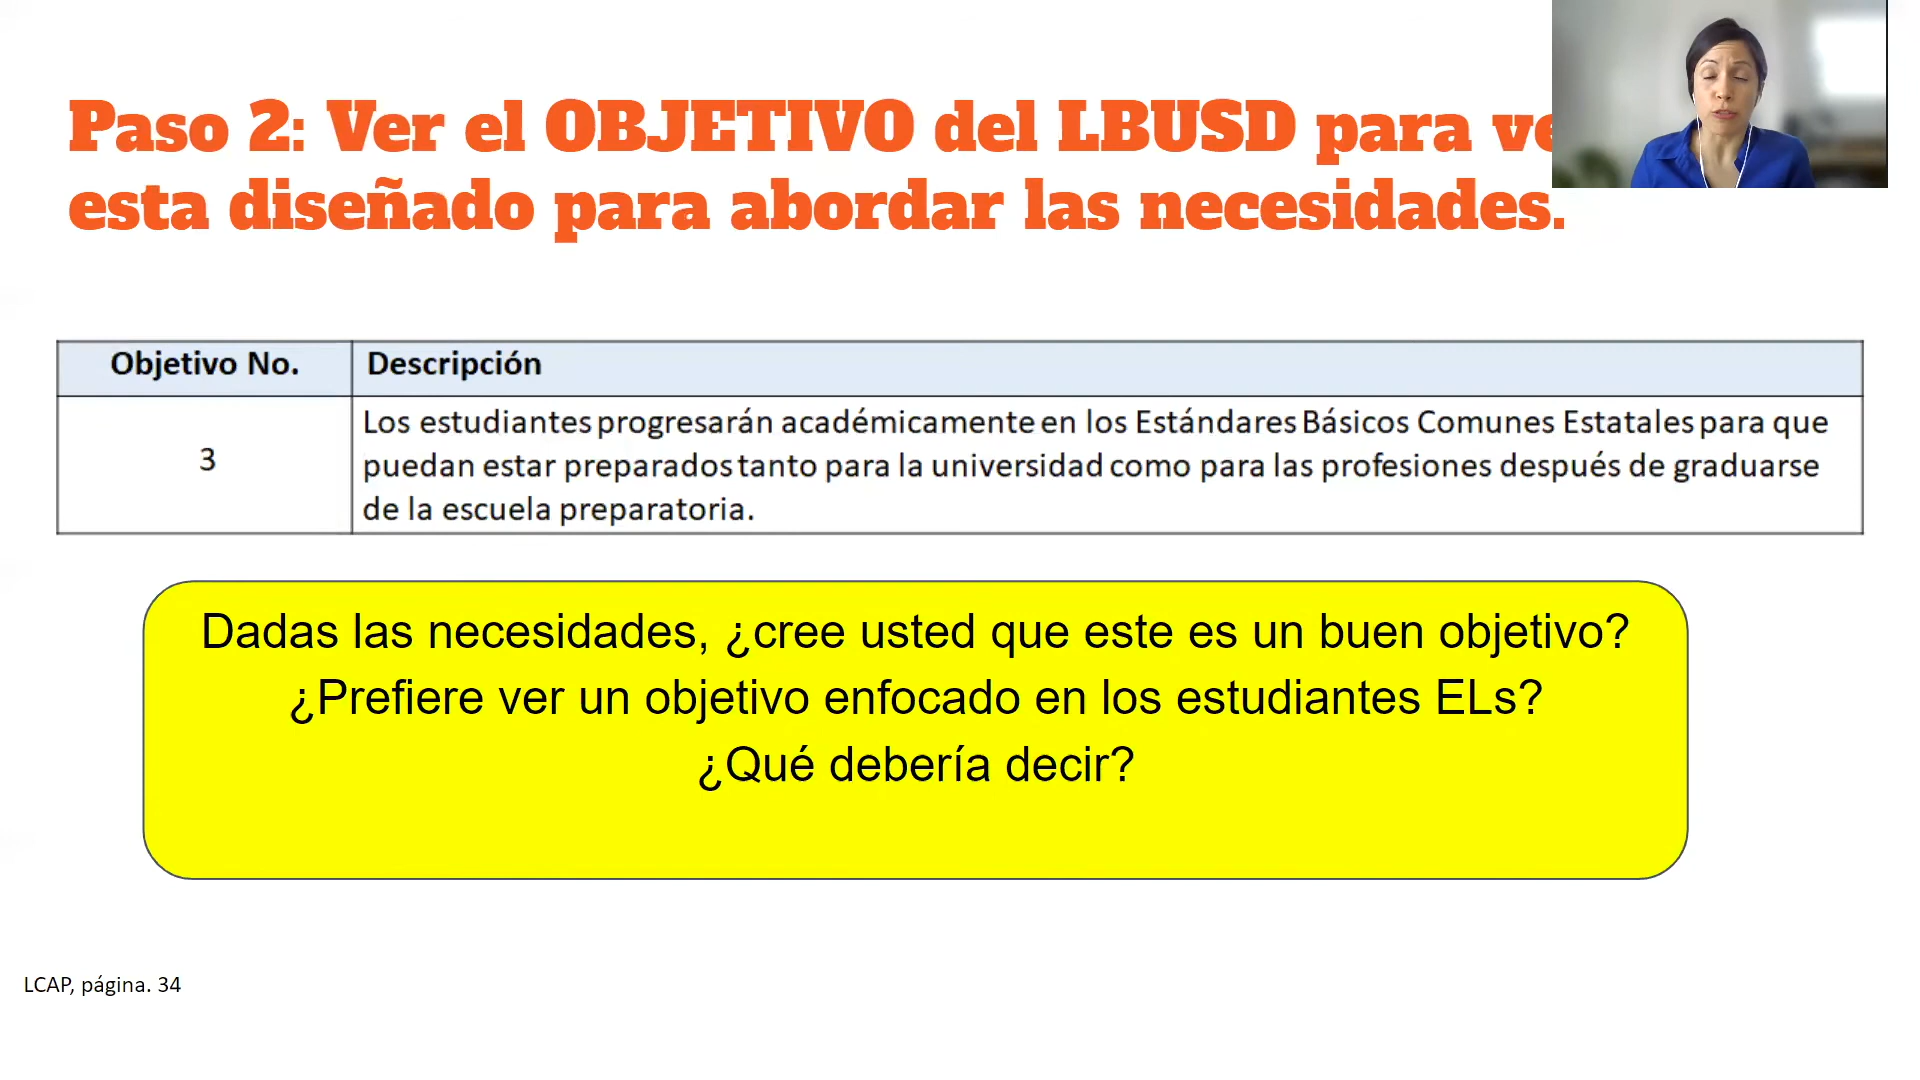 Paso 2: Ver el OBJETIVO del LBUSD para
esta diseñado para abordar las necesidades.
Objetivo No. Descripción
3
Los estudiantes progresarán académicamente en los Estándares Básicos Comunes Estatales para que
puedan estar preparados tanto para la universidad como para las profesiones después de graduarse
de la escuela preparatoria.
Dadas las necesidades, ¿cree usted que este es un buen objetivo?
¿Prefiere ver un objetivo enfocado en los estudiantes ELs?
¿Qué debería decir?
LCAP, página. 34